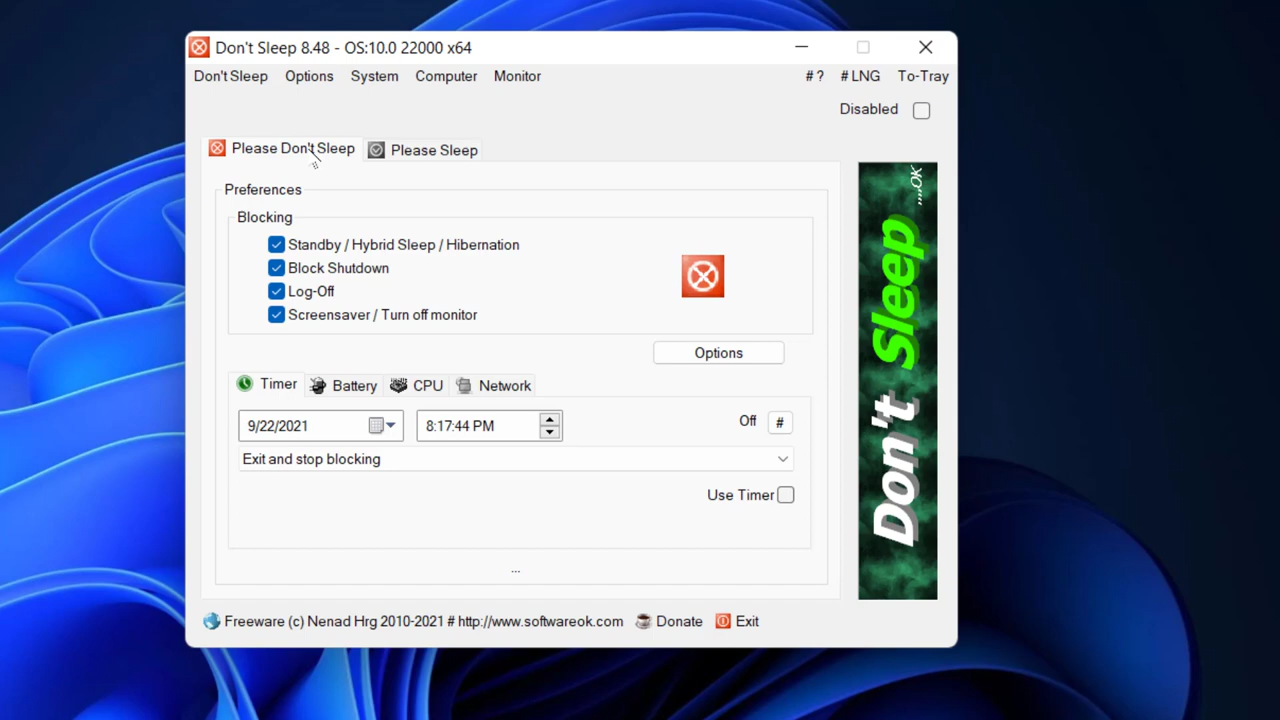 Don't Sleep 8.48 - OS:10.0 22000 x64
Don't Sleep Options System Computer Monitor # ? # LNG To-Tray
Disabled
Please Don't Sleep Please Sleep
Preferences
Blocking
Standby / Hybrid Sleep / Hibernation
Block Shutdown
Log-Off
Screensaver / Turn off monitor
Options
Timer Battery CPU Network
9/22/2021 8:17:44 PM Off #
Exit and stop blocking
Use Timer
...
Don't Sleep ....OK
Freeware (c) Nenad Hrg 2010-2021 # http://www.softwareok.com Donate Exit